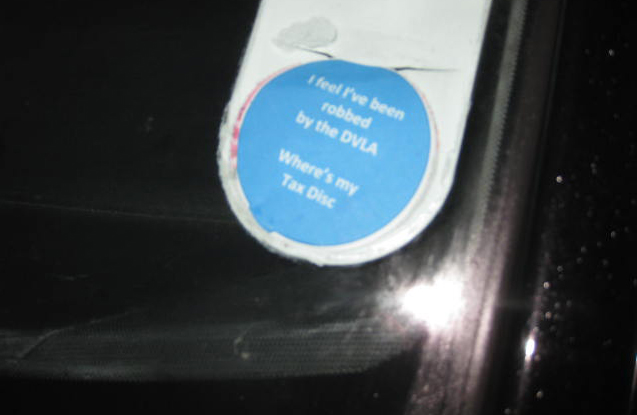 I feel I've been
robbed
by the DVLA
Where's my
Tax Disc